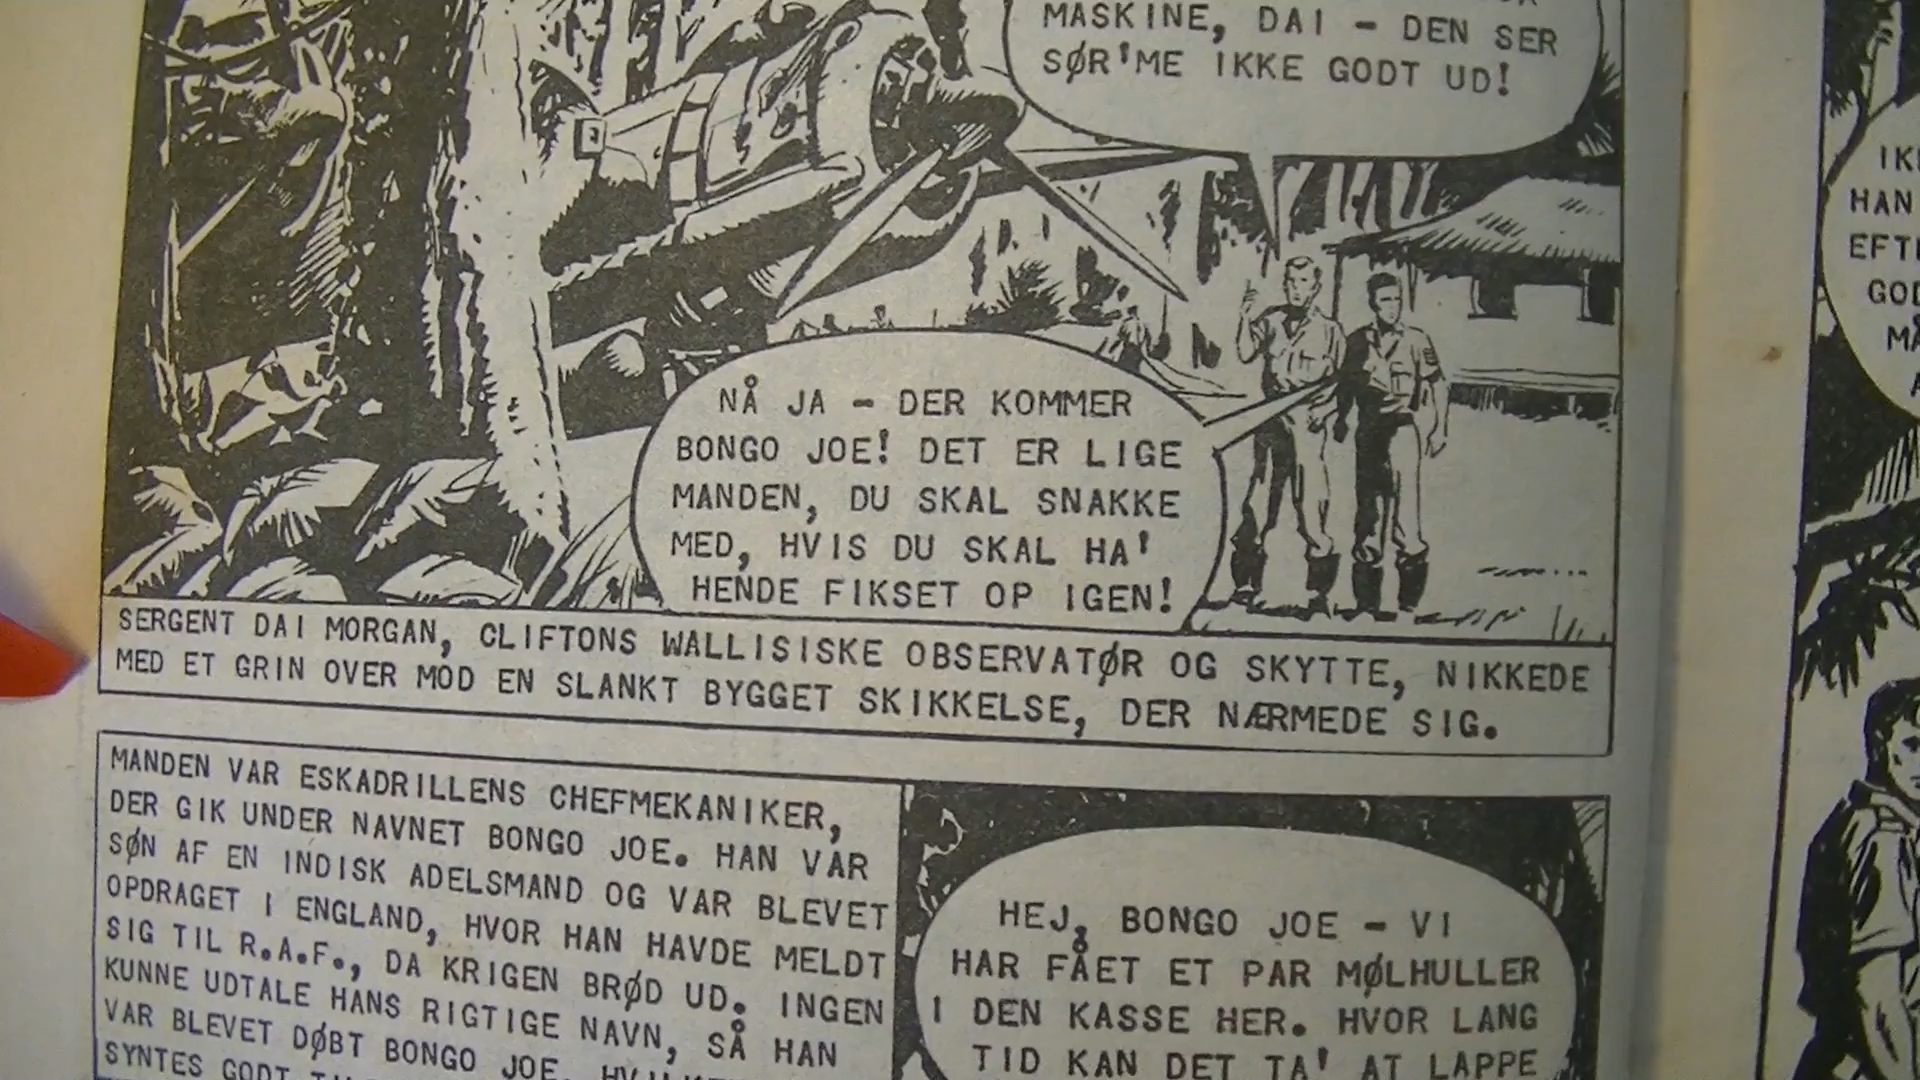 MASKINE, DAI - DEN SER
SØR'ME IKKE GODT UD!
NÅ JA - DER KOMMER
BONGO JOE! DET ER LIGE
MANDEN, DU SKAL SNAKKE
MED, HVIS DU SKAL HA'
HENDE FIKSET OP IGEN!
SERGENT DAI MORGAN, CLIFTONS WALLISISKE OBSERVATØR OG SKYTTE, NIKKEDE
MED ET GRIN OVER MOD EN SLANKT BYGGET SKIKKELSE, DER NÆRMEDE SIG.
MANDEN VAR ESKADRILLENS CHEFMEKANIKER,
DER GIK UNDER NAVNET BONGO JOE. HAN VAR
SØN AF EN INDISK ADELSMAND OG VAR BLEVET
OPDRAGET I ENGLAND, HVOR HAN HAVDE MELDT
SIG TIL R.A.F., DA KRIGEN BRØD UD. INGEN
KUNNE UDTALE HANS RIGTIGE NAVN, SÅ HAN
VAR BLEVET DØBT BONGO JOE,
SYNTES GODT
HEJ, BONGO JOE - VI
HAR FÅET ET PAR MØLHULLER
I DEN KASSE HER. HVOR LANG
TID KAN DET TA' AT LAPPE
HAN